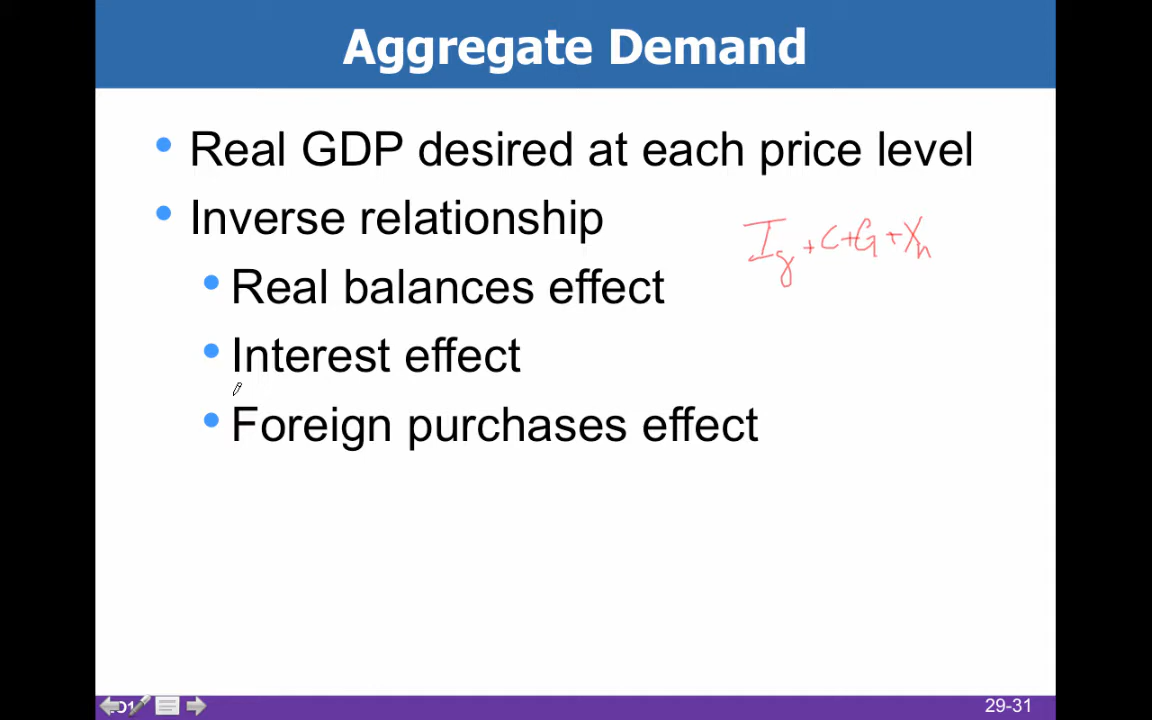 Aggregate Demand
• Real GDP desired at each price level
• Inverse relationship
Ig + C + G + Xn
• Real balances effect
• Interest effect
• Foreign purchases effect
29-31